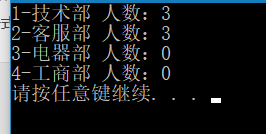 1-技术部 人数：3
2-客服部 人数：3
3-电器部 人数：0
4-工商部 人数：0
请按任意键继续. . .